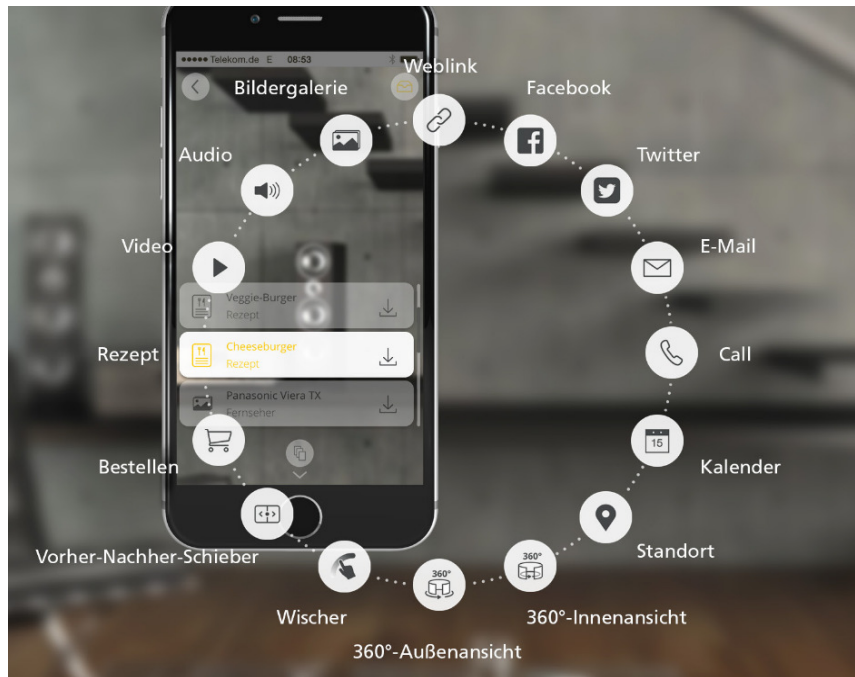 Telekom.de E 08:53
Weblink
Bildergalerie
Facebook
Audio
Twitter
Video
E-Mail
Veggie-Burger
Rezept
Rezept
Cheeseburger
Rezept
Call
Panasonic Viera TX
Fernseher
Bestellen
15
Kalender
Vorher-Nachher-Schieber
Standort
360°
360°
Wischer
360°-Innenansicht
360°-Außenansicht